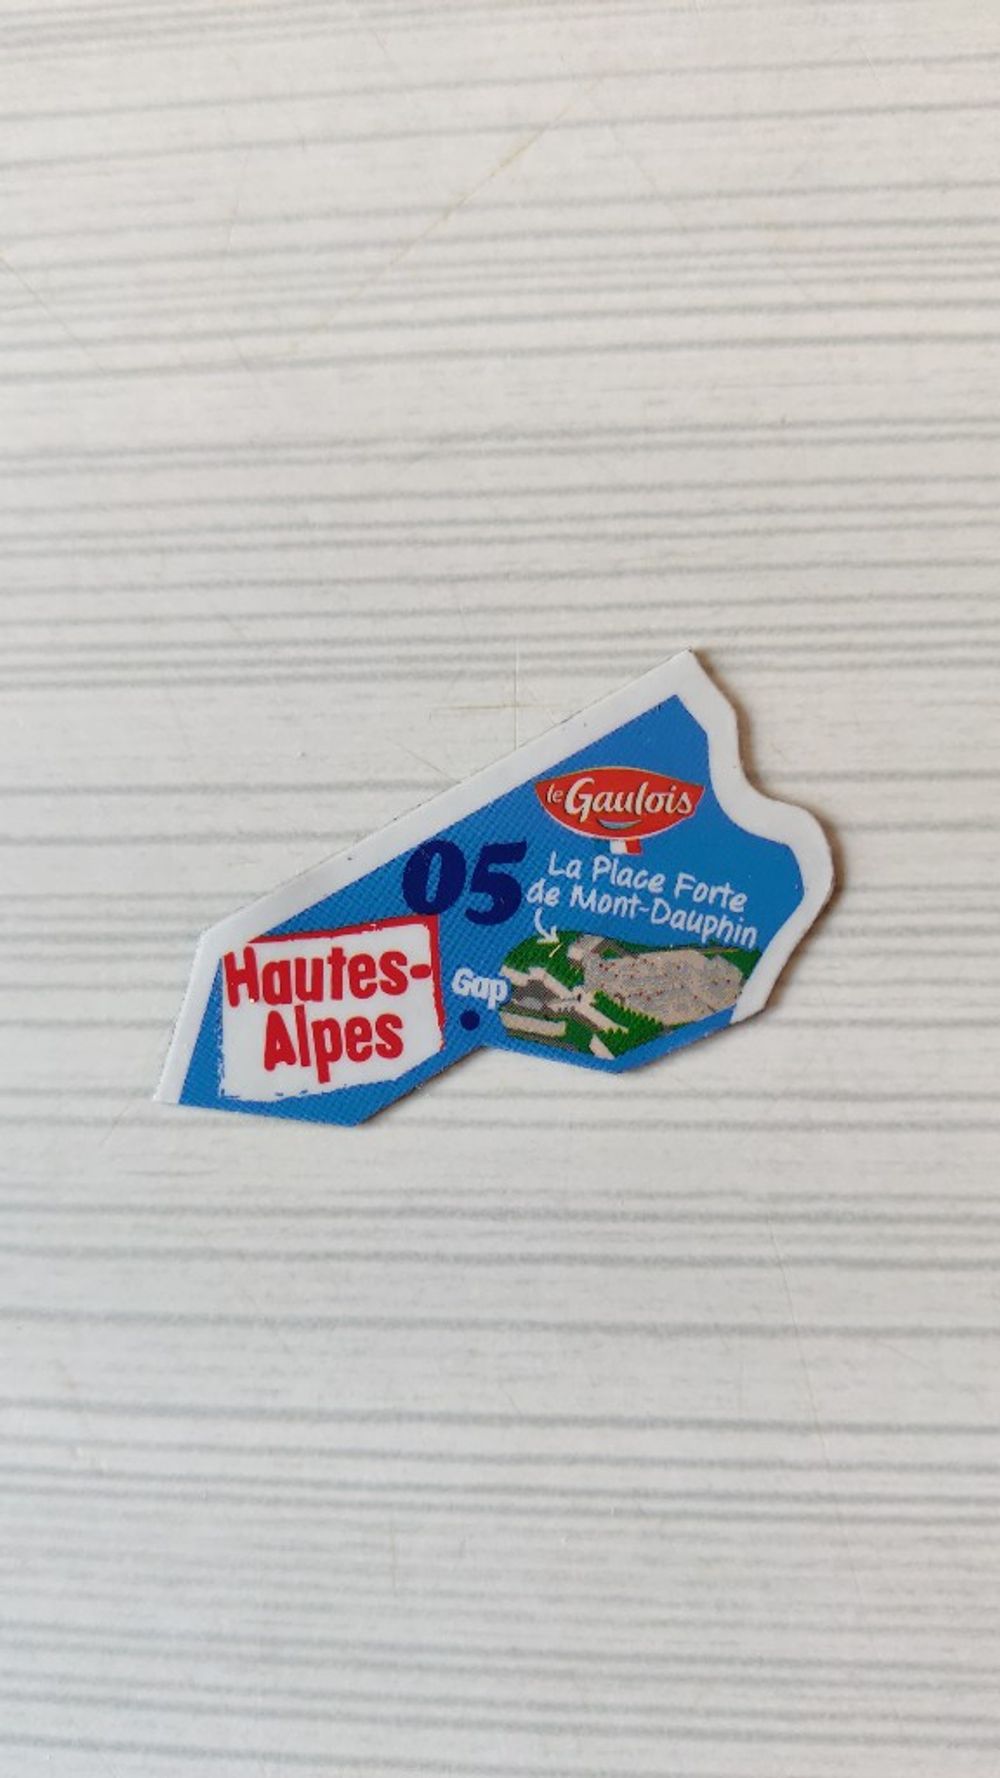 le Gaulois
05
La Place Forte
de Mont-Dauphin
Hautes-
Alpes
Gap